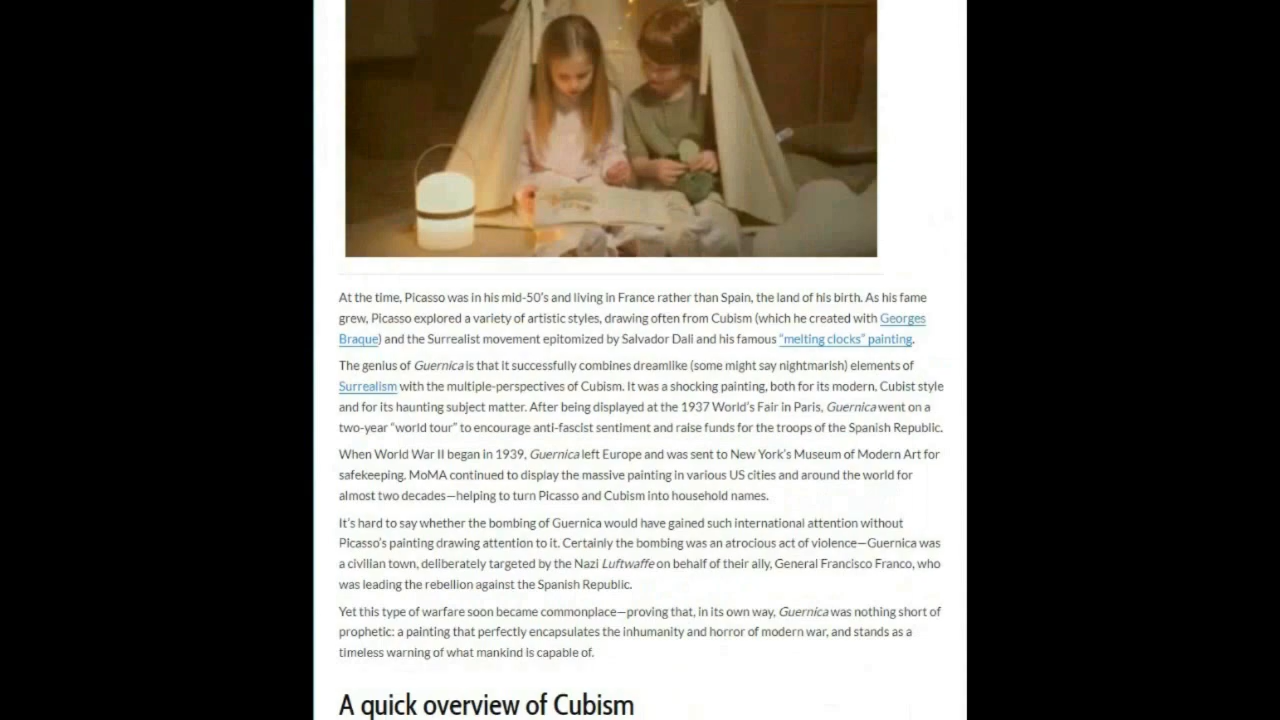 At the time, Picasso was in his mid-50's and living in France rather than Spain, the land of his birth. As his fame
grew, Picasso explored a variety of artistic styles, drawing often from Cubism (which he created with Georges
Braque) and the Surrealist movement epitomized by Salvador Dali and his famous "melting clocks" painting.
The genius of Guernica is that it successfully combines dreamlike (some might say nightmarish) elements of
Surrealism with the multiple-perspectives of Cubism. It was a shocking painting, both for its modern, Cubist style
and for its haunting subject matter. After being displayed at the 1937 World's Fair in Paris, Guernica went on a
two-year "world tour" to encourage anti-fascist sentiment and raise funds for the troops of the Spanish Republic.
When World War II began in 1939, Guernica left Europe and was sent to New York's Museum of Modern Art for
safekeeping. MoMA continued to display the massive painting in various US cities and around the world for
almost two decades—helping to turn Picasso and Cubism into household names.
It's hard to say whether the bombing of Guernica would have gained such international attention without
Picasso's painting drawing attention to it. Certainly the bombing was an atrocious act of violence—Guernica was
a civilian town, deliberately targeted by the Nazi Luftwaffe on behalf of their ally, General Francisco Franco, who
was leading the rebellion against the Spanish Republic.
Yet this type of warfare soon became commonplace—proving that, in its own way, Guernica was nothing short of
prophetic: a painting that perfectly encapsulates the inhumanity and horror of modern war, and stands as a
timeless warning of what mankind is capable of.
A quick overview of Cubism